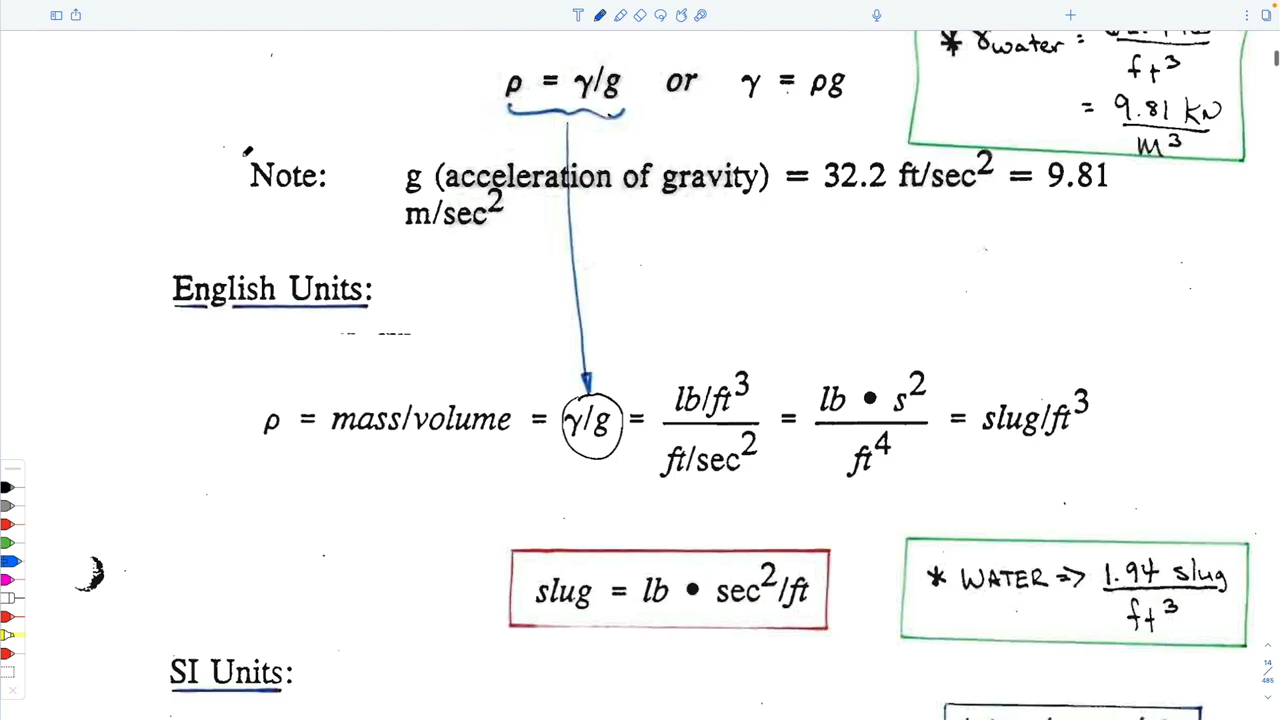 ρ = γ/g or γ = ρg
* γwater =
ft³
= 9.81 kN
m³
Note: g (acceleration of gravity) = 32.2 ft/sec² = 9.81
m/sec²
English Units:
ρ = mass/volume = γ/g = lb/ft³ / ft/sec² = lb • s² / ft⁴ = slug/ft³
slug = lb • sec²/ft
* WATER => 1.94 slug
ft³
SI Units:
14
/
485